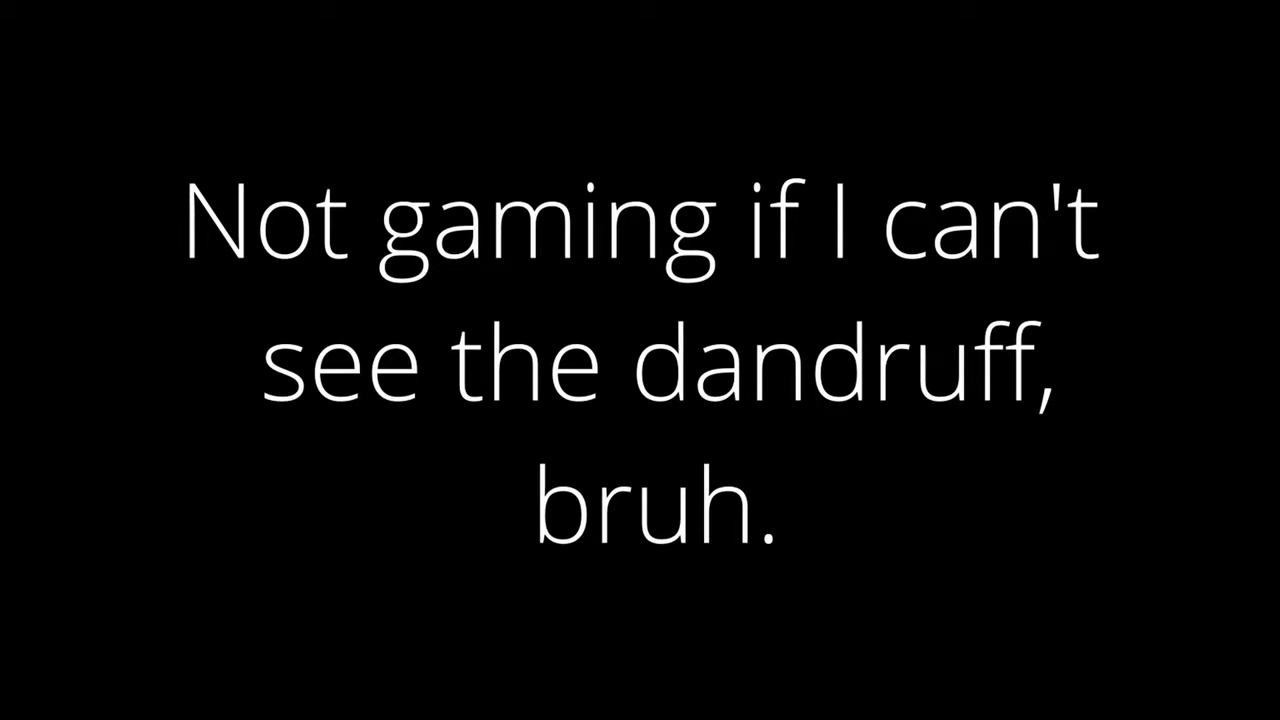 Not gaming if I can't
see the dandruff,
bruh.